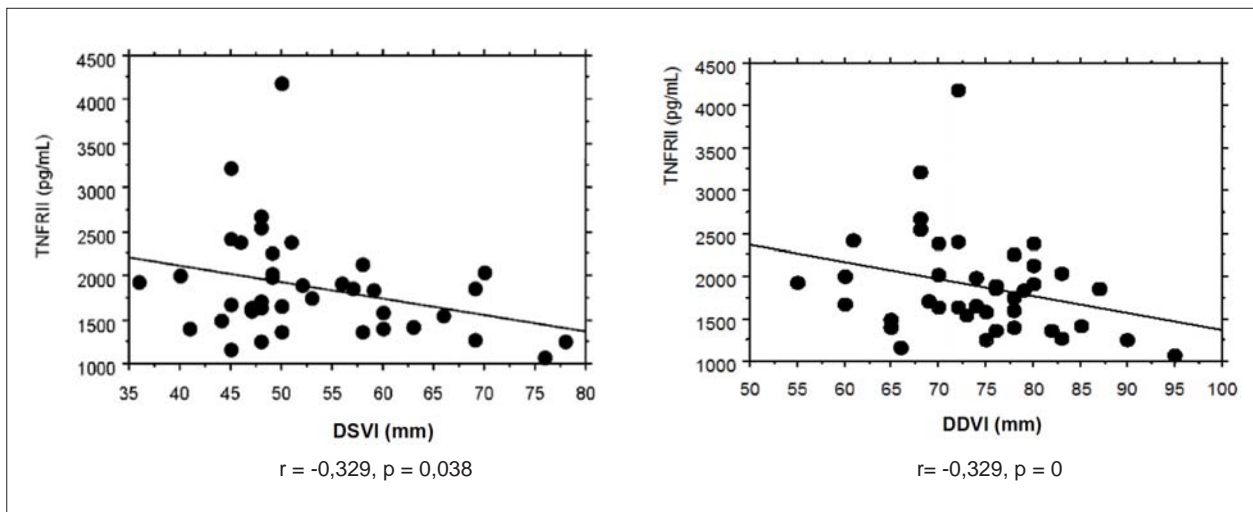 TNFRII (pg/mL)
4500
4000
3500
3000
2500
2000
1500
1000
35 40 45 50 55 60 65 70 75 80
DSVI (mm)
r = -0,329, p = 0,038
TNFRII (pg/mL)
4500
4000
3500
3000
2500
2000
1500
1000
50 55 60 65 70 75 80 85 90 95 100
DDVI (mm)
r= -0,329, p = 0